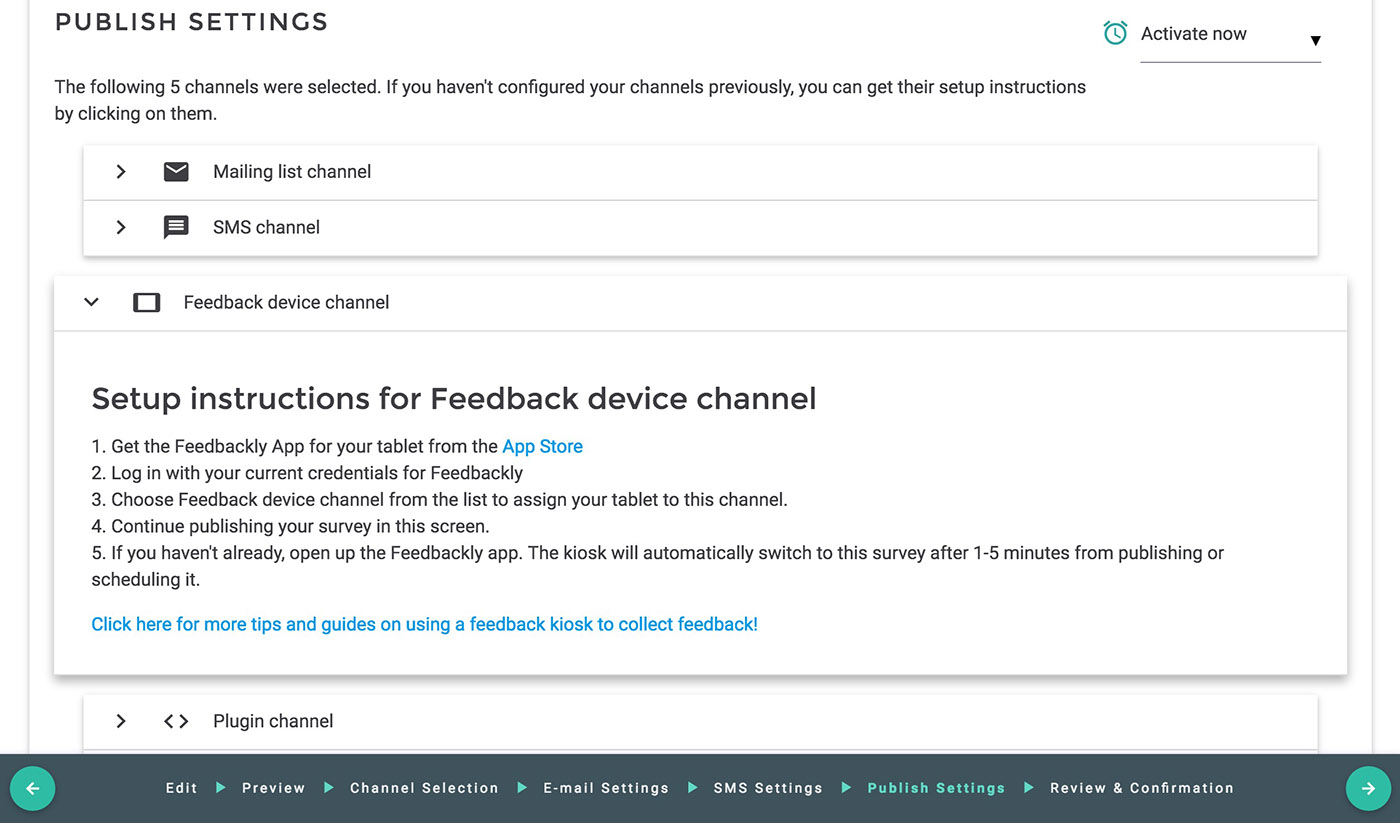 PUBLISH SETTINGS
Activate now
The following 5 channels were selected. If you haven't configured your channels previously, you can get their setup instructions
by clicking on them.
Mailing list channel
SMS channel
Feedback device channel
Setup instructions for Feedback device channel
1. Get the Feedbackly App for your tablet from the App Store
2. Log in with your current credentials for Feedbackly
3. Choose Feedback device channel from the list to assign your tablet to this channel.
4. Continue publishing your survey in this screen.
5. If you haven't already, open up the Feedbackly app. The kiosk will automatically switch to this survey after 1-5 minutes from publishing or
scheduling it.
Click here for more tips and guides on using a feedback kiosk to collect feedback!
Plugin channel
Edit Preview Channel Selection E-mail Settings SMS Settings Publish Settings Review & Confirmation